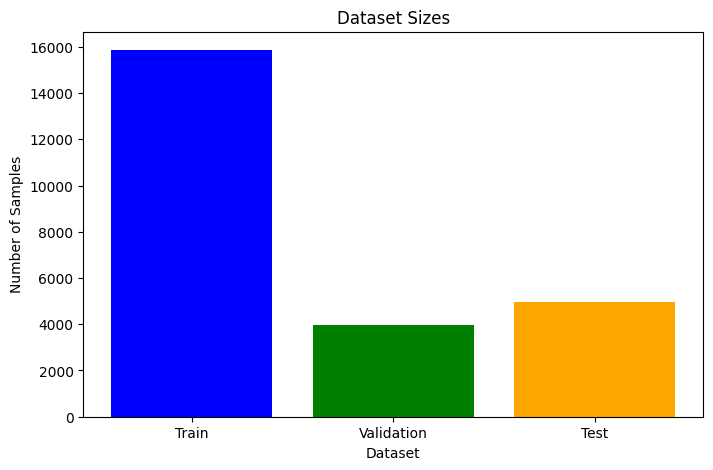 Dataset Sizes
Number of Samples
16000
14000
12000
10000
8000
6000
4000
2000
0
Train
Validation
Test
Dataset